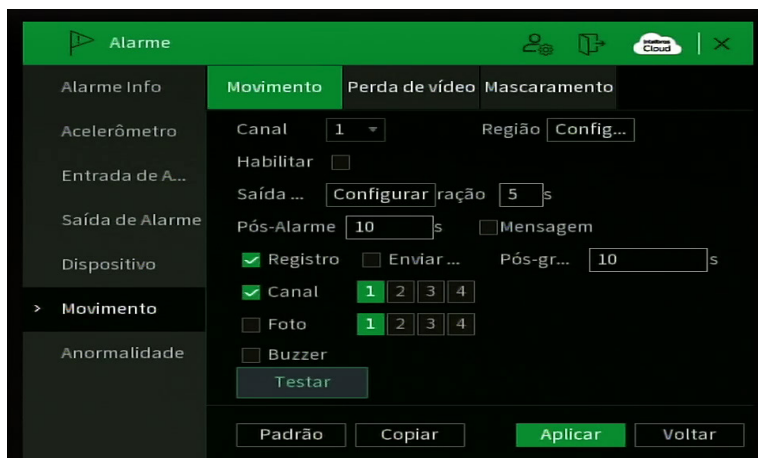 Alarme
intelbras Cloud
Alarme Info
Acelerômetro
Entrada de A...
Saída de Alarme
Dispositivo
> Movimento
Anormalidade
Movimento Perda de vídeo Mascaramento
Canal 1 Região Config...
Habilitar
Saída ... Configurar ração 5 s
Pós-Alarme 10 s Mensagem
Registro Enviar ... Pós-gr... 10 s
Canal 1 2 3 4
Foto 1 2 3 4
Buzzer
Testar
Padrão Copiar Aplicar Voltar